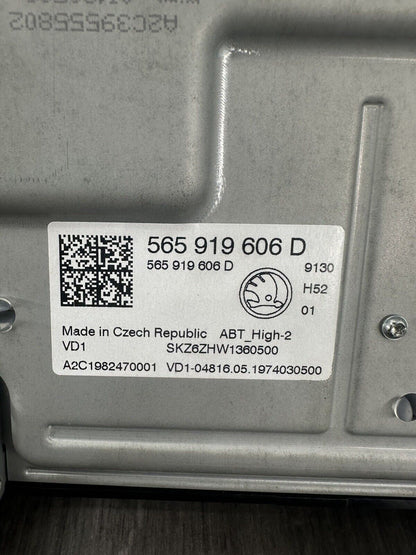 A2C39555802
565 919 606 D
565 919 606 D
9130
H52
01
Made in Czech Republic ABT_High-2
VD1 SKZ6ZHW1360500
A2C1982470001 VD1-04816.05.1974030500